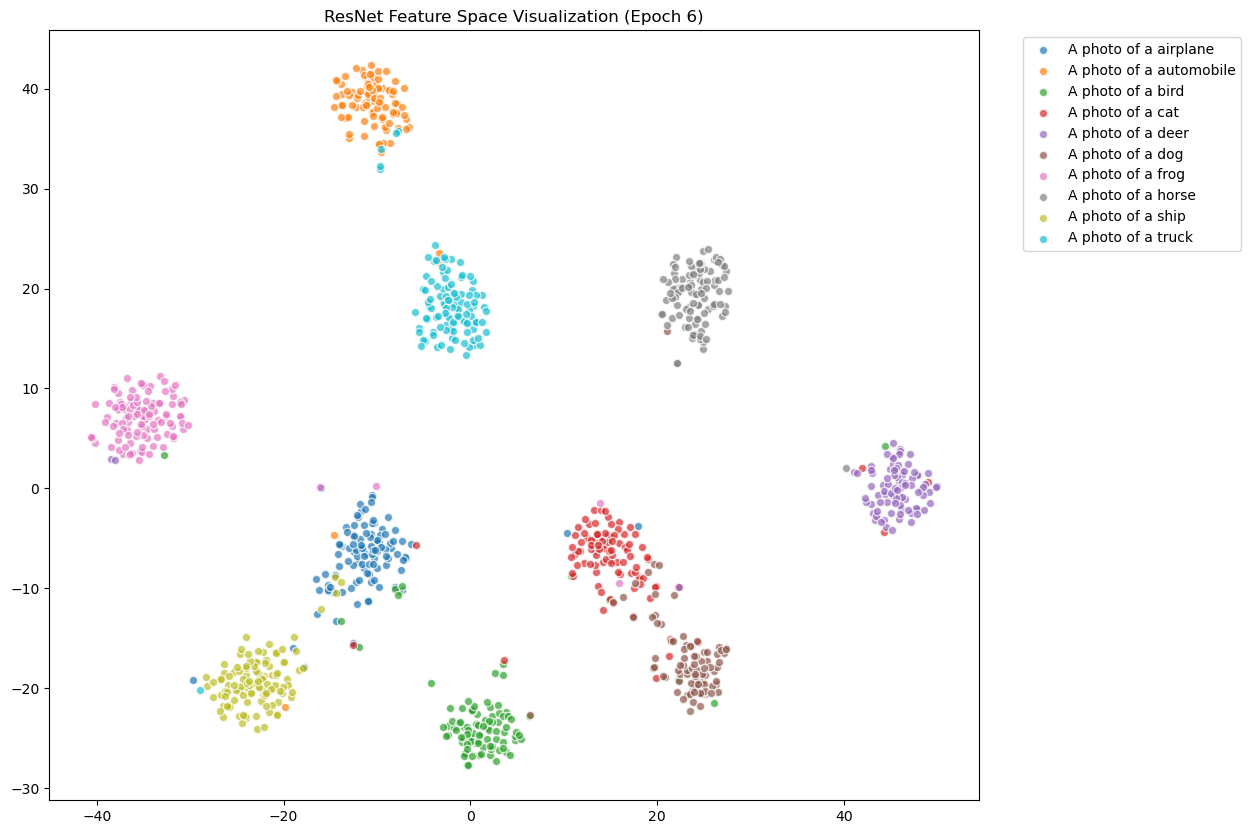 ResNet Feature Space Visualization (Epoch 6)
A photo of a airplane
A photo of a automobile
A photo of a bird
A photo of a cat
A photo of a deer
A photo of a dog
A photo of a frog
A photo of a horse
A photo of a ship
A photo of a truck
40
30
20
10
0
−10
−20
−30
−40 −20 0 20 40